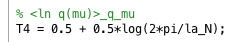 % <ln q(mu)>_q_mu
T4 = 0.5 + 0.5*log(2*pi/la_N);